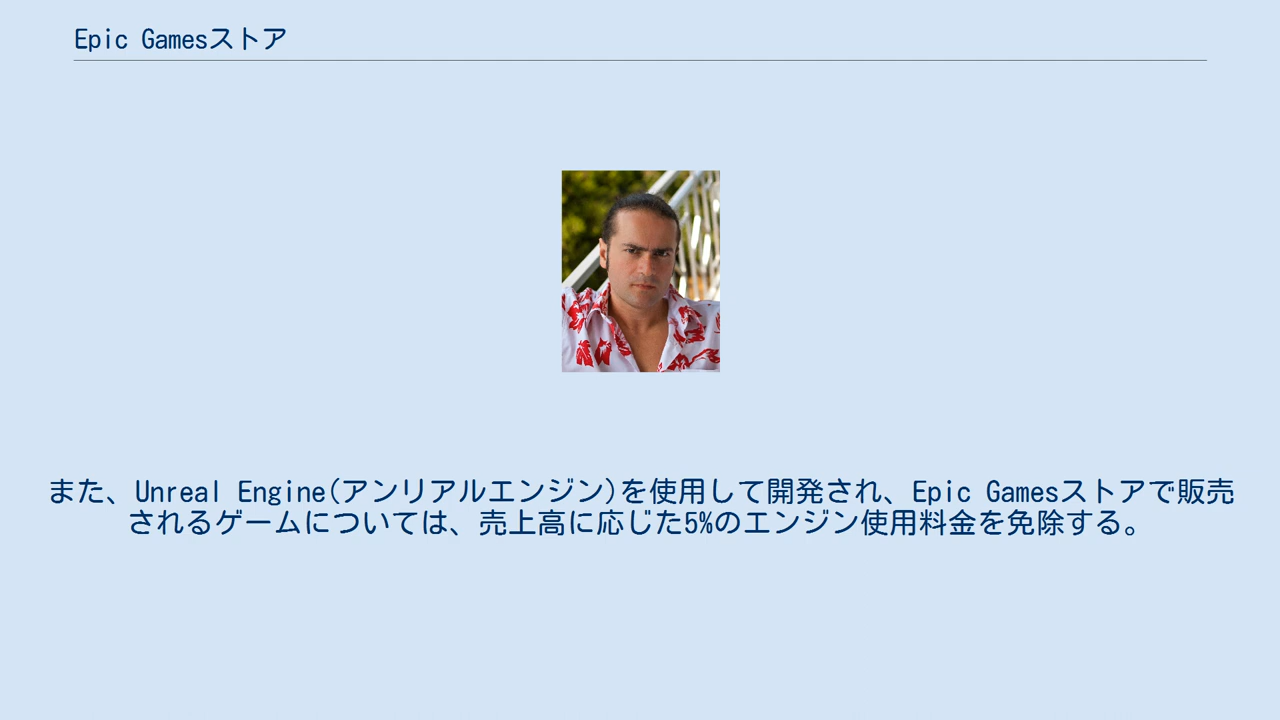 Epic Gamesストア
また、Unreal Engine(アンリアルエンジン)を使用して開発され、Epic Gamesストアで販売
されるゲームについては、売上高に応じた5%のエンジン使用料金を免除する。